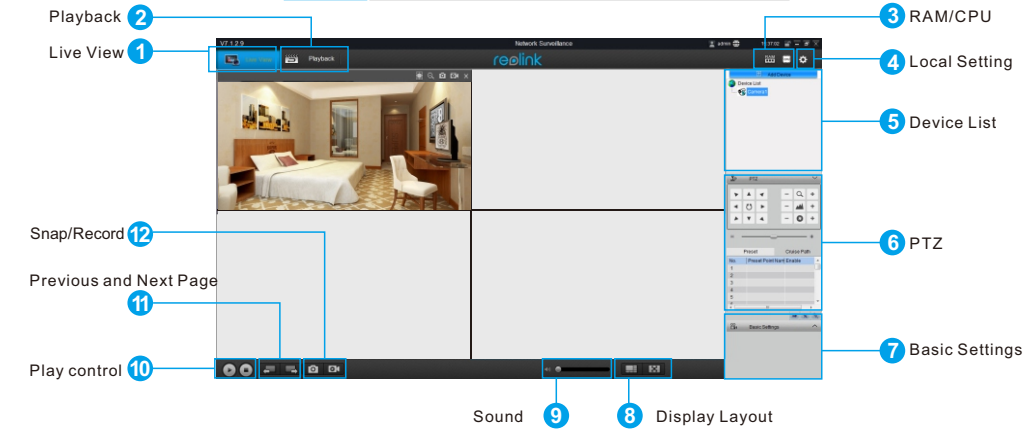 Playback 2
3 RAM/CPU
Live View 1
4 Local Setting
V7.1.2.9
Network Surveillance
admin
Live View
Playback
reolink
Add Device
Device List
Camera1
5 Device List
PTZ
6 PTZ
Preset
Cruise Path
No
Preset Point Nam
Enable
1
2
3
4
5
Snap/Record 12
Previous and Next Page
11
Basic Settings
7 Basic Settings
Play control 10
Sound 9
8 Display Layout